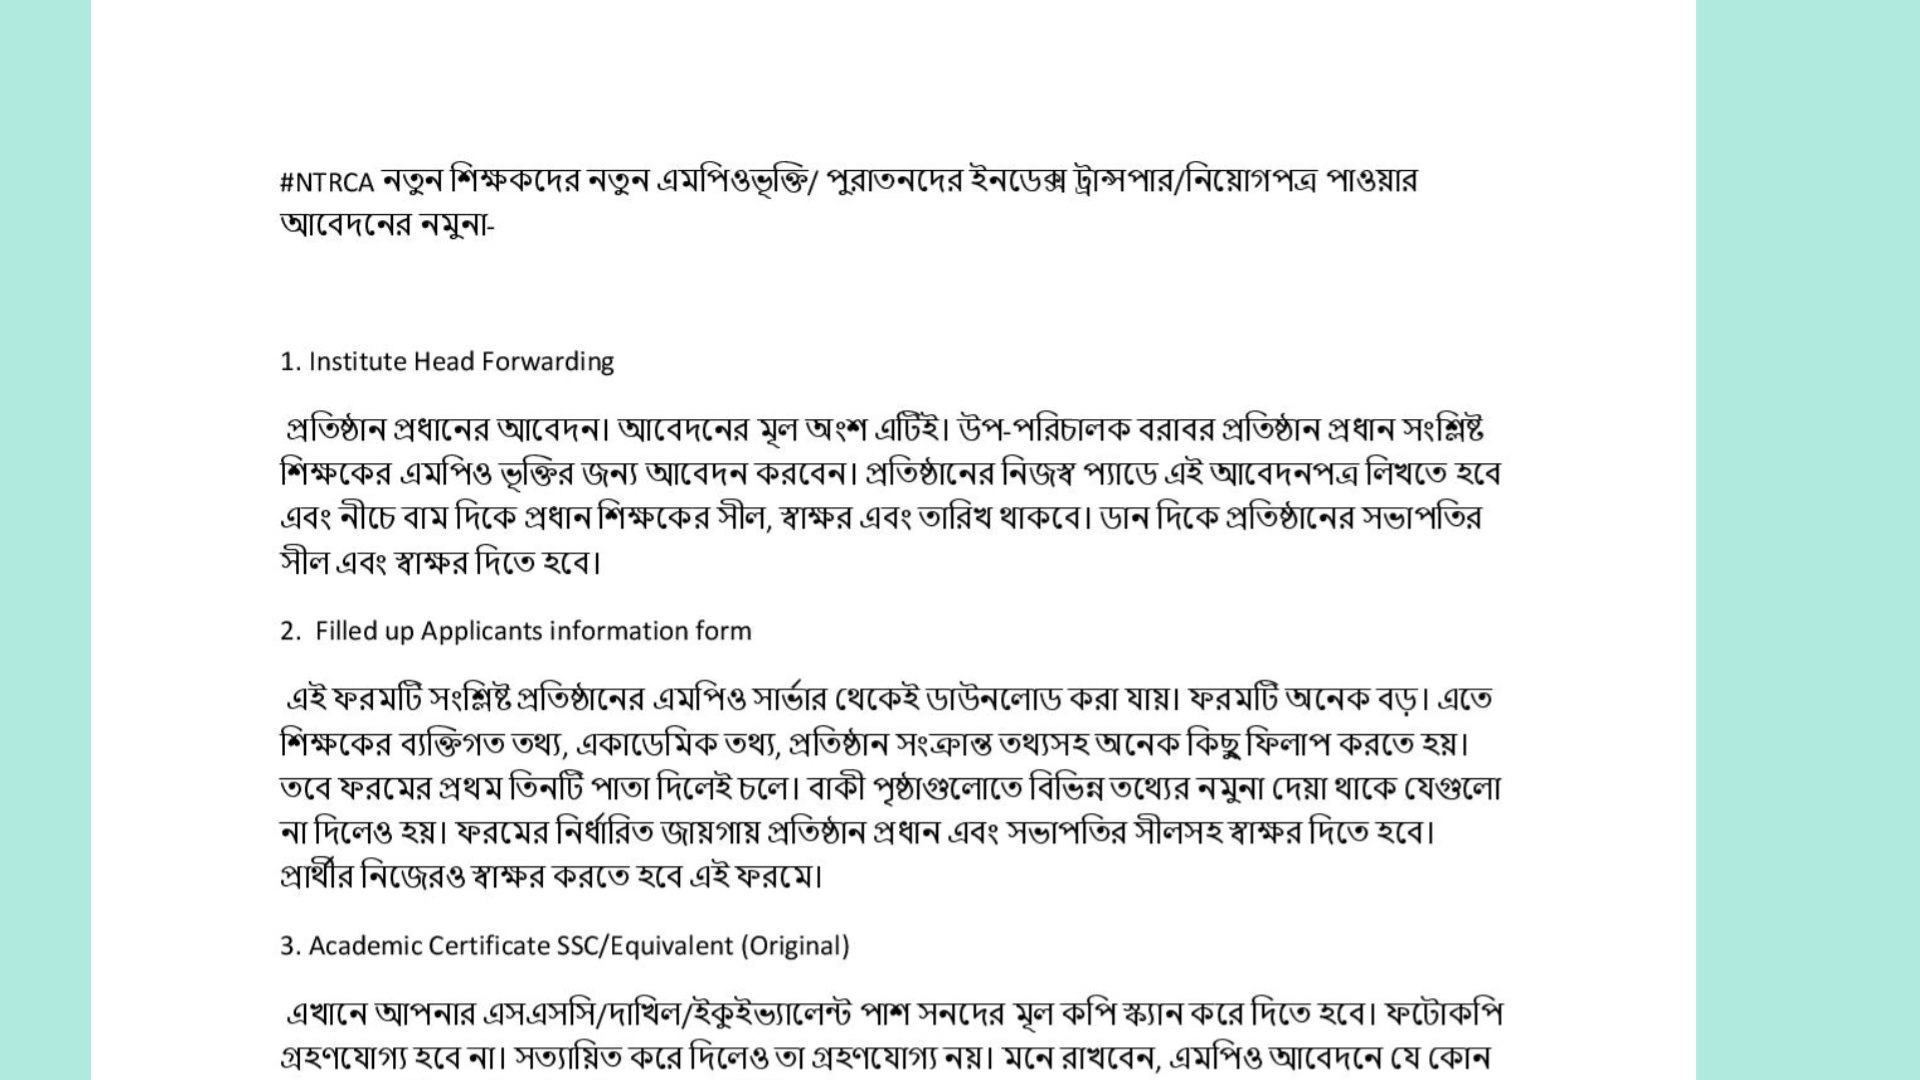 #NTRCA নতুন শিক্ষকদের নতুন এমপিওভৃক্তি/ পুরাতনদের ইনডেক্স ট্রান্সপার/নিয়োগপত্র পাওয়ার
আবেদনের নমুনা-
1. Institute Head Forwarding
প্রতিষ্ঠান প্রধানের আবেদন। আবেদনের মূল অংশ এটিই। উপ-পরিচালক বরাবর প্রতিষ্ঠান প্রধান সংশ্লিষ্ট
শিক্ষকের এমপিও ভৃক্তির জন্য আবেদন করবেন। প্রতিষ্ঠানের নিজস্ব প্যাডে এই আবেদনপত্র লিখতে হবে
এবং নীচে বাম দিকে প্রধান শিক্ষকের সীল, স্বাক্ষর এবং তারিখ থাকবে। ডান দিকে প্রতিষ্ঠানের সভাপতির
সীল এবং স্বাক্ষর দিতে হবে।
2. Filled up Applicants information form
এই ফরমটি সংশ্লিষ্ট প্রতিষ্ঠানের এমপিও সার্ভার থেকেই ডাউনলোড করা যায়। ফরমটি অনেক বড়। এতে
শিক্ষকের ব্যক্তিগত তথ্য, একাডেমিক তথ্য, প্রতিষ্ঠান সংক্রান্ত তথ্যসহ অনেক কিছু ফিলাপ করতে হয়।
তবে ফরমের প্রথম তিনটি পাতা দিলেই চলে। বাকী পৃষ্ঠাগুলোতে বিভিন্ন তথ্যের নমুনা দেয়া থাকে যেগুলো
না দিলেও হয়। ফরমের নির্ধারিত জায়গায় প্রতিষ্ঠান প্রধান এবং সভাপতির সীলসহ স্বাক্ষর দিতে হবে।
প্রার্থীর নিজেরও স্বাক্ষর করতে হবে এই ফরমে।
3. Academic Certificate SSC/Equivalent (Original)
এখানে আপনার এসএসসি/দাখিল/ইকুইভ্যালেন্ট পাশ সনদের মূল কপি স্ক্যান করে দিতে হবে। ফটোকপি
গ্রহণযোগ্য হবে না। সত্যায়িত করে দিলেও তা গ্রহণযোগ্য নয়। মনে রাখবেন, এমপিও আবেদনে যে কোন